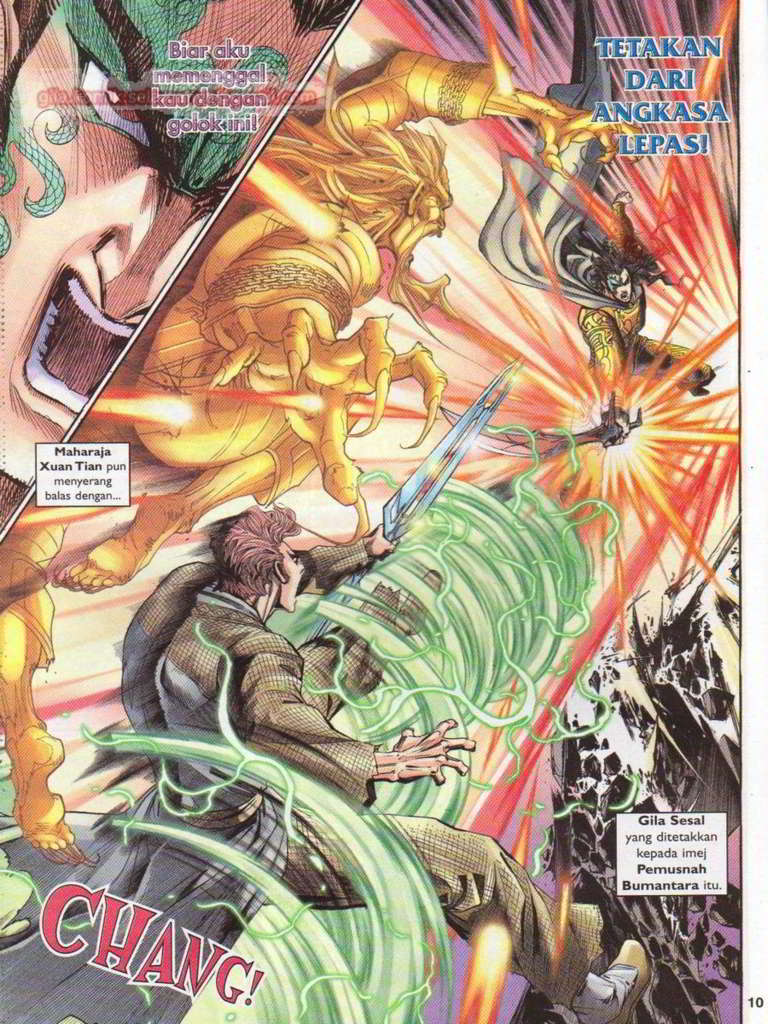 Biar aku
memenggal
kau dengan
golok ini!
TETAKAN
DARI
ANGKASA
LEPAS!
Maharaja
Xuan Tian pun
menyerang
balas dengan...
Gila Sesal
yang ditetakkan
kepada imej
Pemusnah
Bumantara itu.
CHANG!
10